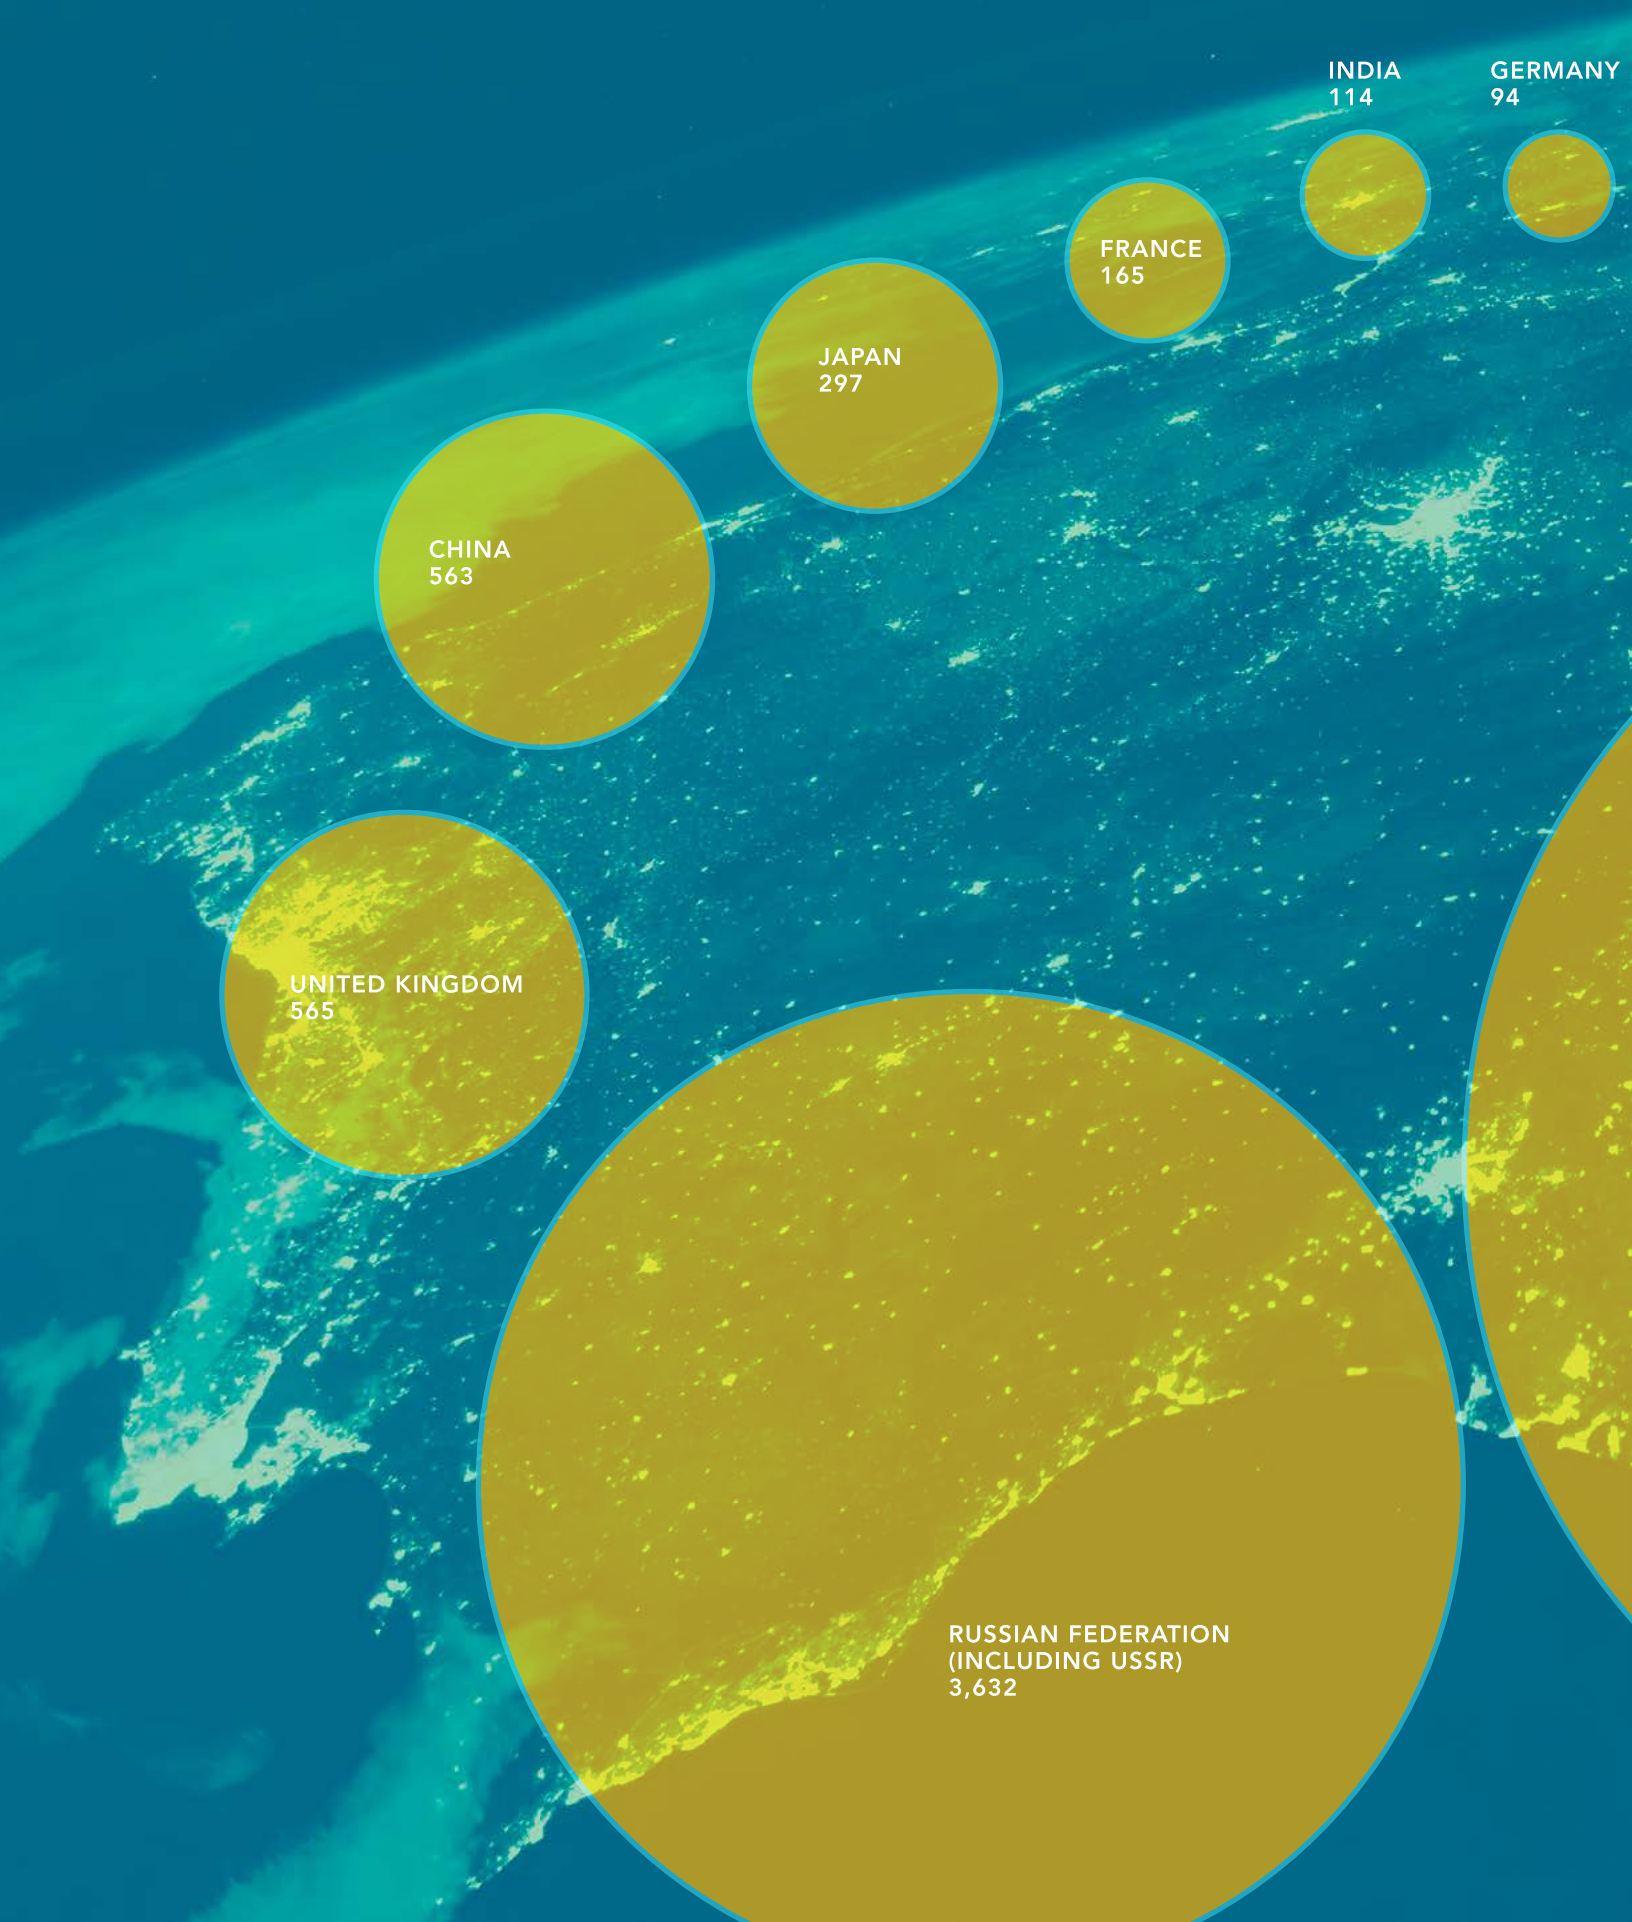 INDIA
114
GERMANY
94
FRANCE
165
JAPAN
297
CHINA
563
UNITED KINGDOM
565
RUSSIAN FEDERATION
(INCLUDING USSR)
3,632